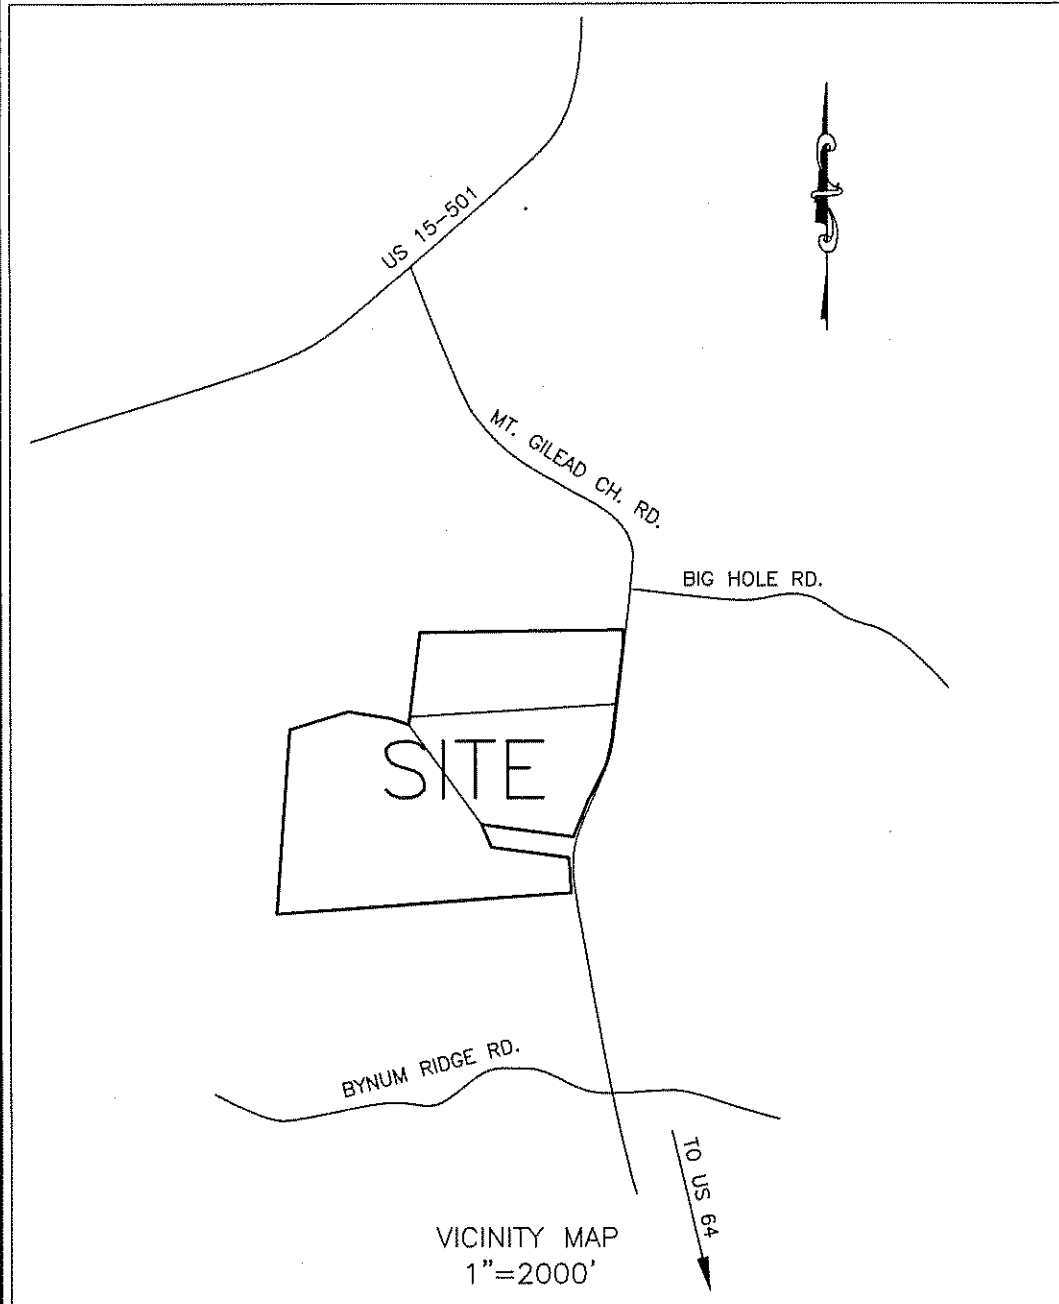 US 15-501
MT. GILEAD CH. RD.
BIG HOLE RD.
SITE
BYNUM RIDGE RD.
TO US 64
VICINITY MAP
1"=2000'